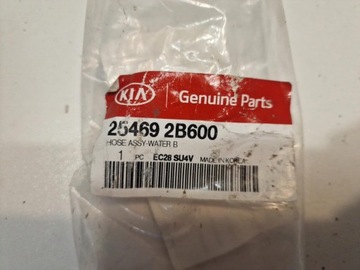 KIA Genuine Parts
25469 2B600
HOSE ASSY-WATER B
1 PC EC28 SU4V MADE IN KOREA